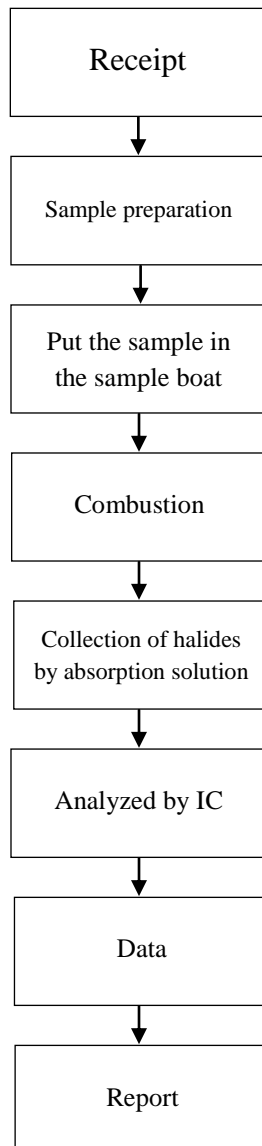 Receipt
Sample preparation
Put the sample in
the sample boat
Combustion
Collection of halides
by absorption solution
Analyzed by IC
Data
Report